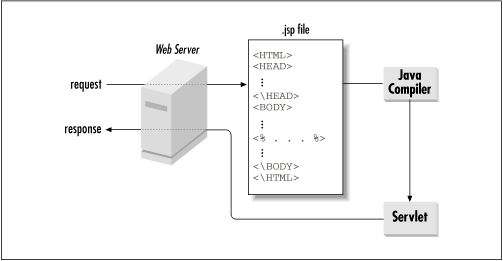 .jsp file
Web Server
<HTML>
<HEAD>
⋮
<\HEAD>
<BODY>
⋮
<% . . . %>
⋮
<\BODY>
<\HTML>
request
response
Java
Compiler
Servlet